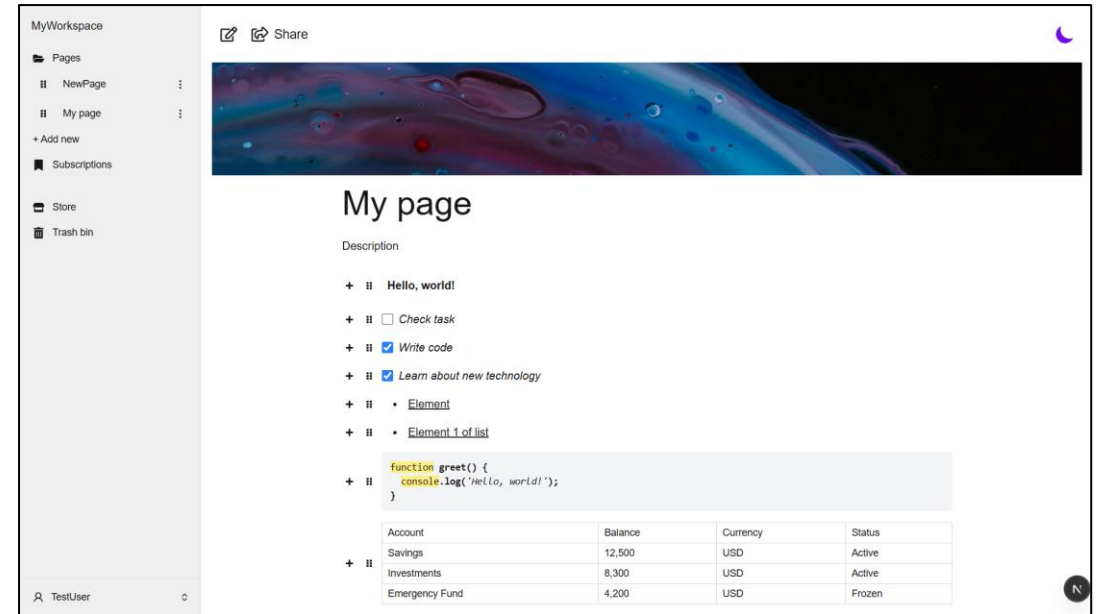 MyWorkspace
Pages
NewPage
My page
+ Add new
Subscriptions
Store
Trash bin
TestUser
Share
My page
Description
Hello, world!
Check task
Write code
Learn about new technology
• Element
• Element 1 of list
function greet() {
console.log('Hello, world!');
}
Account Balance Currency Status
Savings 12,500 USD Active
Investments 8,300 USD Active
Emergency Fund 4,200 USD Frozen
N